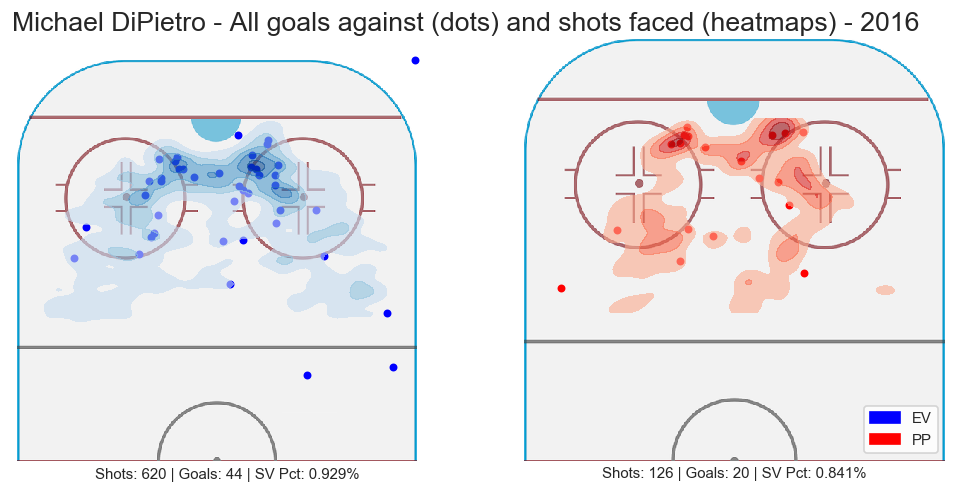 Michael DiPietro - All goals against (dots) and shots faced (heatmaps) - 2016
EV
PP
Shots: 620 | Goals: 44 | SV Pct: 0.929%
Shots: 126 | Goals: 20 | SV Pct: 0.841%